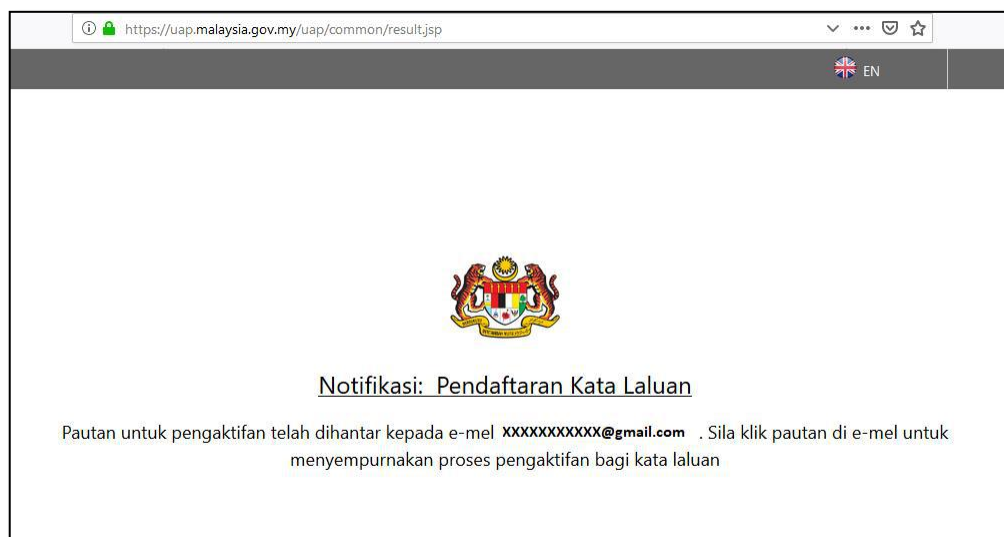 https://uap.malaysia.gov.my/uap/common/result.jsp
EN
Notifikasi: Pendaftaran Kata Laluan
Pautan untuk pengaktifan telah dihantar kepada e-mel XXXXXXXXXXX@gmail.com . Sila klik pautan di e-mel untuk
menyempurnakan proses pengaktifan bagi kata laluan